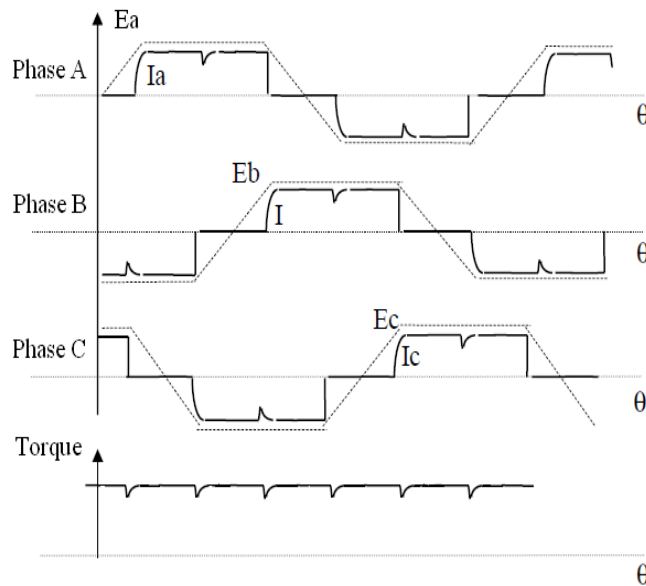 Ea
Phase A
Ia
θ
Eb
Phase B
I
θ
Ec
Phase C
Ic
θ
Torque
θ